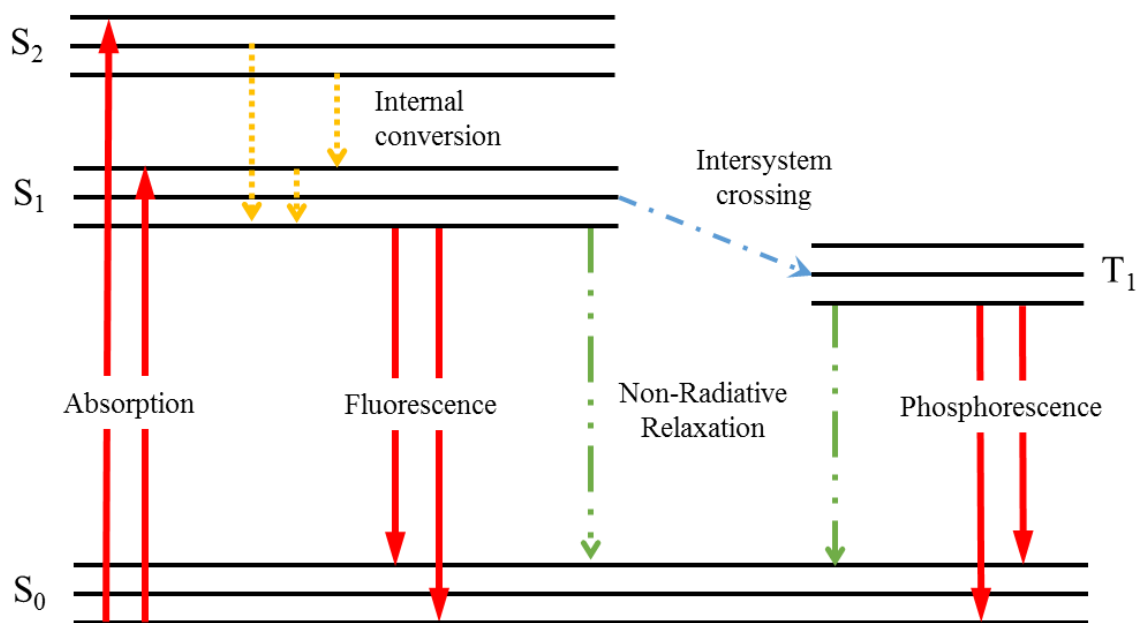 S₂
Internal
conversion
Intersystem
crossing
S₁
T₁
Absorption
Fluorescence
Non-Radiative
Relaxation
Phosphorescence
S₀